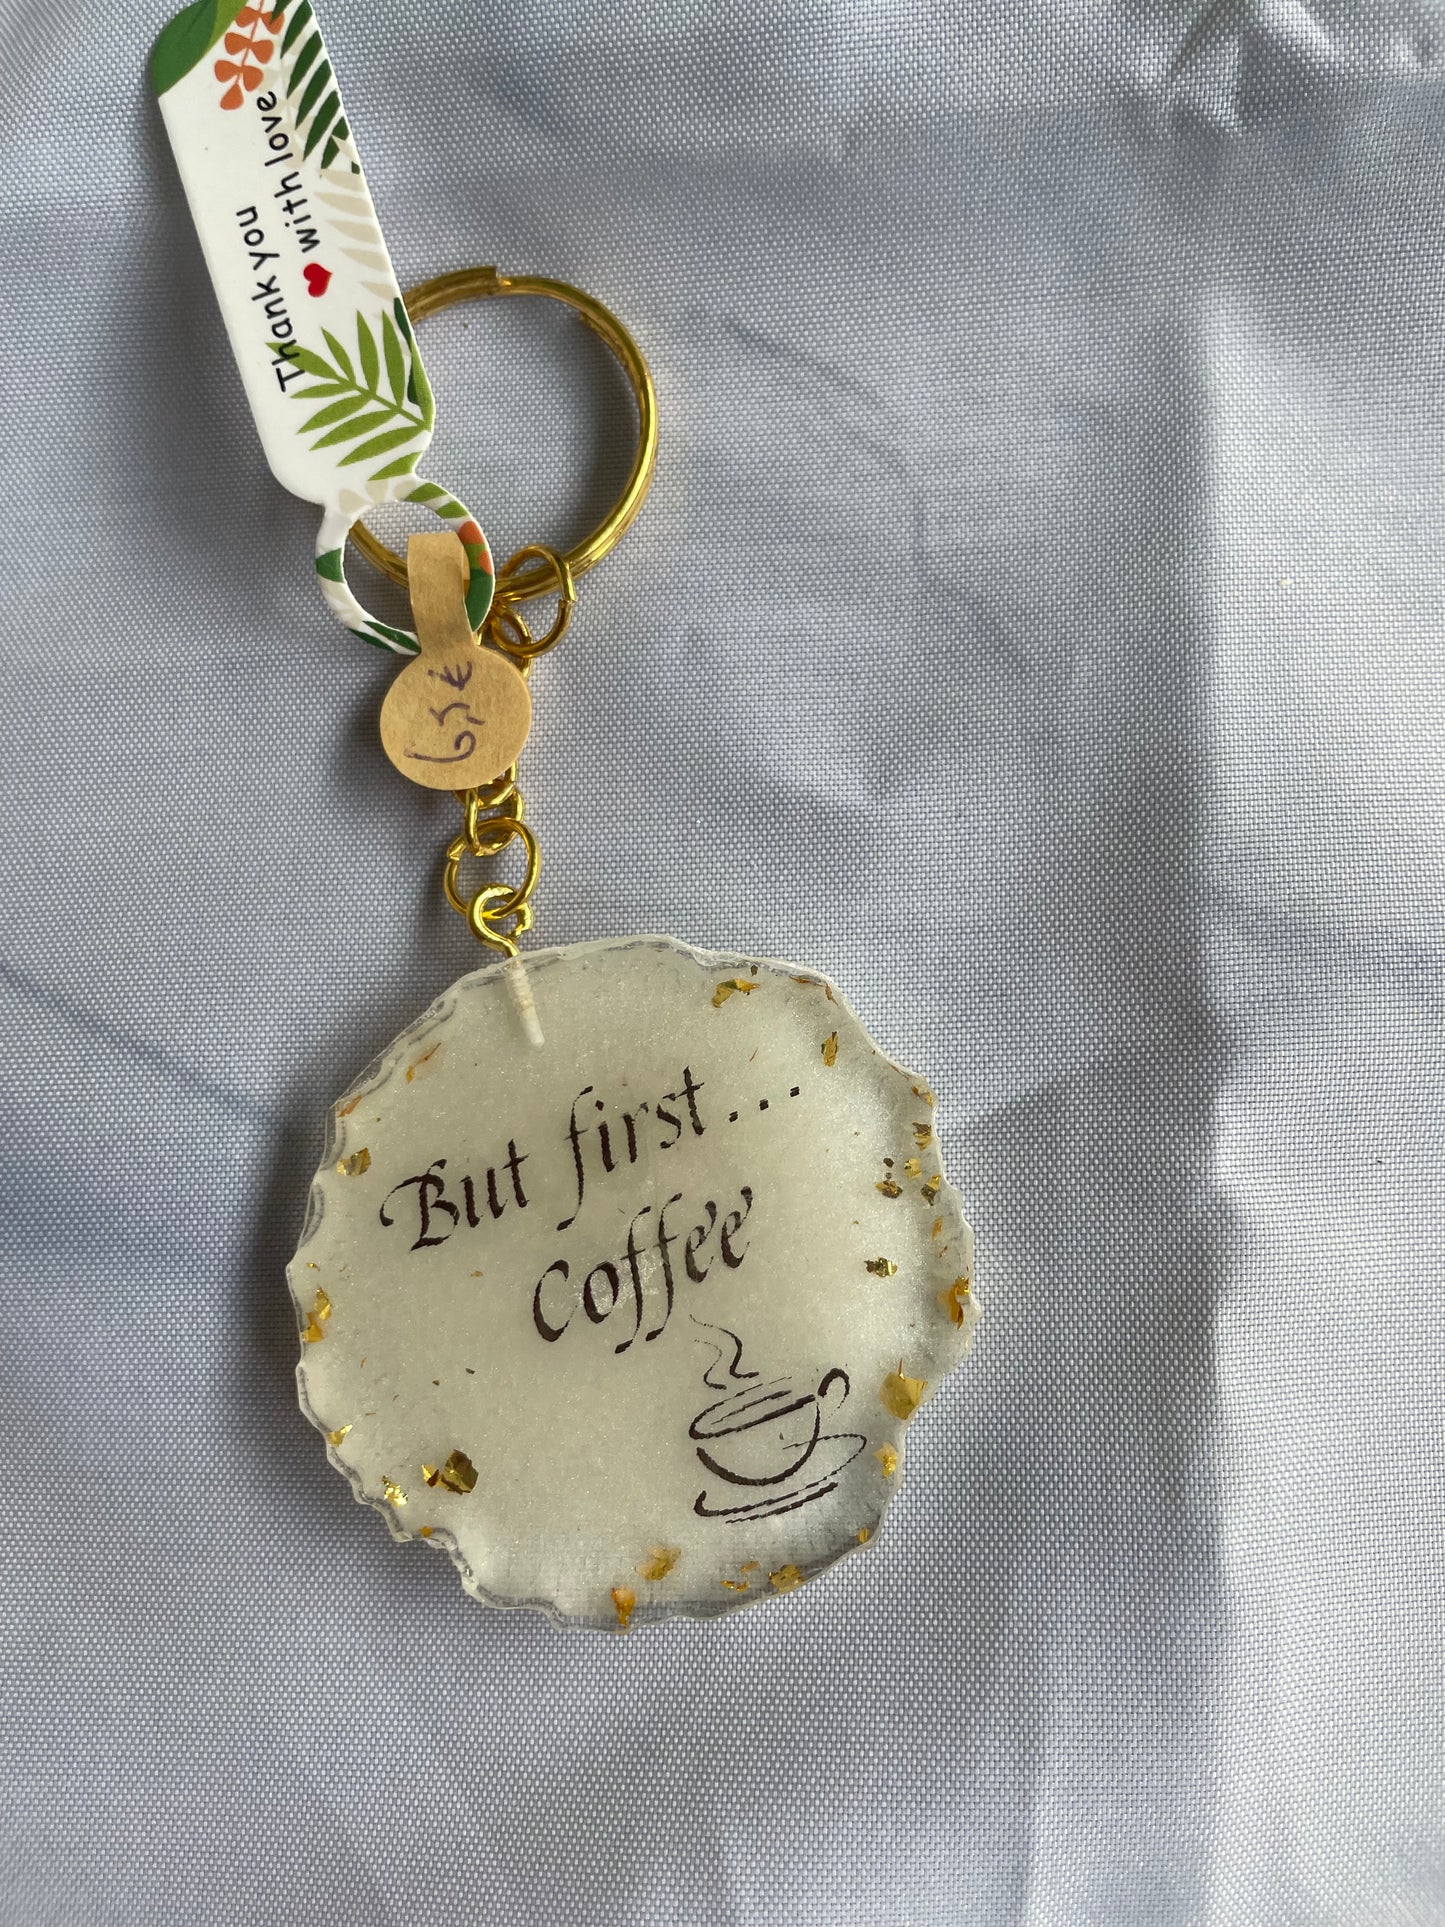 Thank you
❤ with love
6,5€
But first...
Coffee